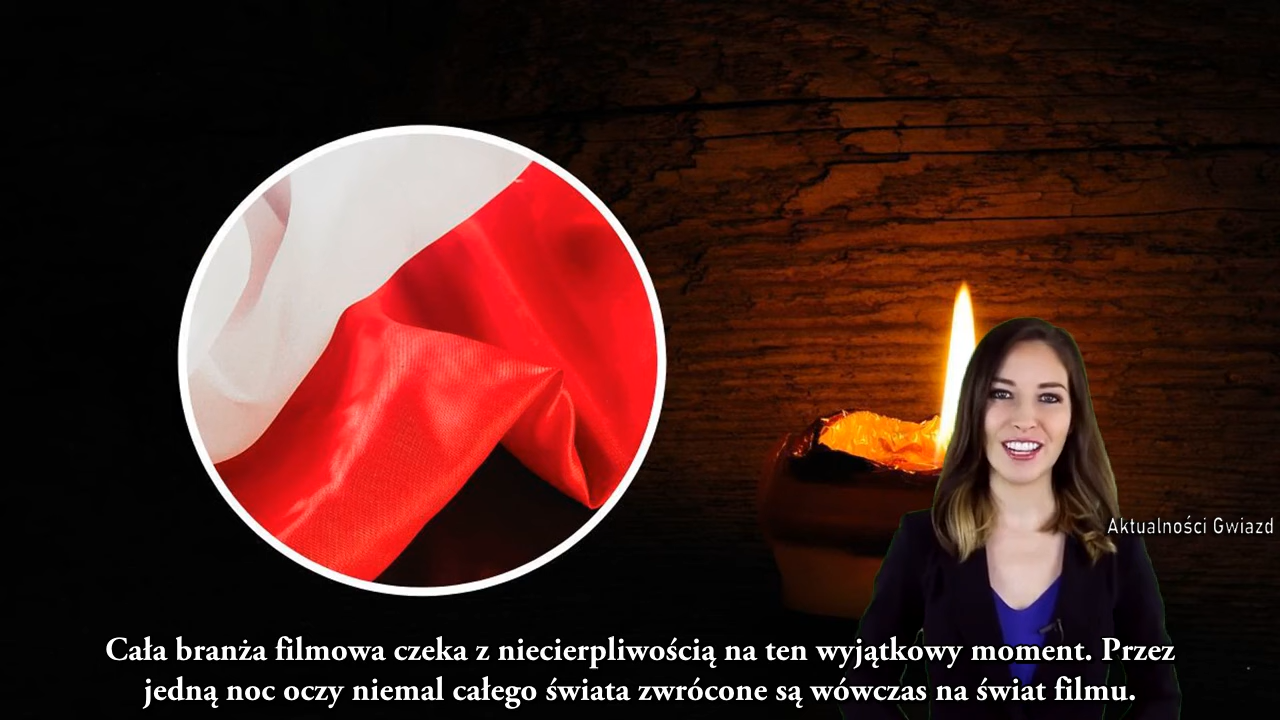 Aktualności Gwiazd
Cała branża filmowa czeka z niecierpliwością na ten wyjątkowy moment. Przez
jedną noc oczy niemal całego świata zwrócone są wówczas na świat filmu.